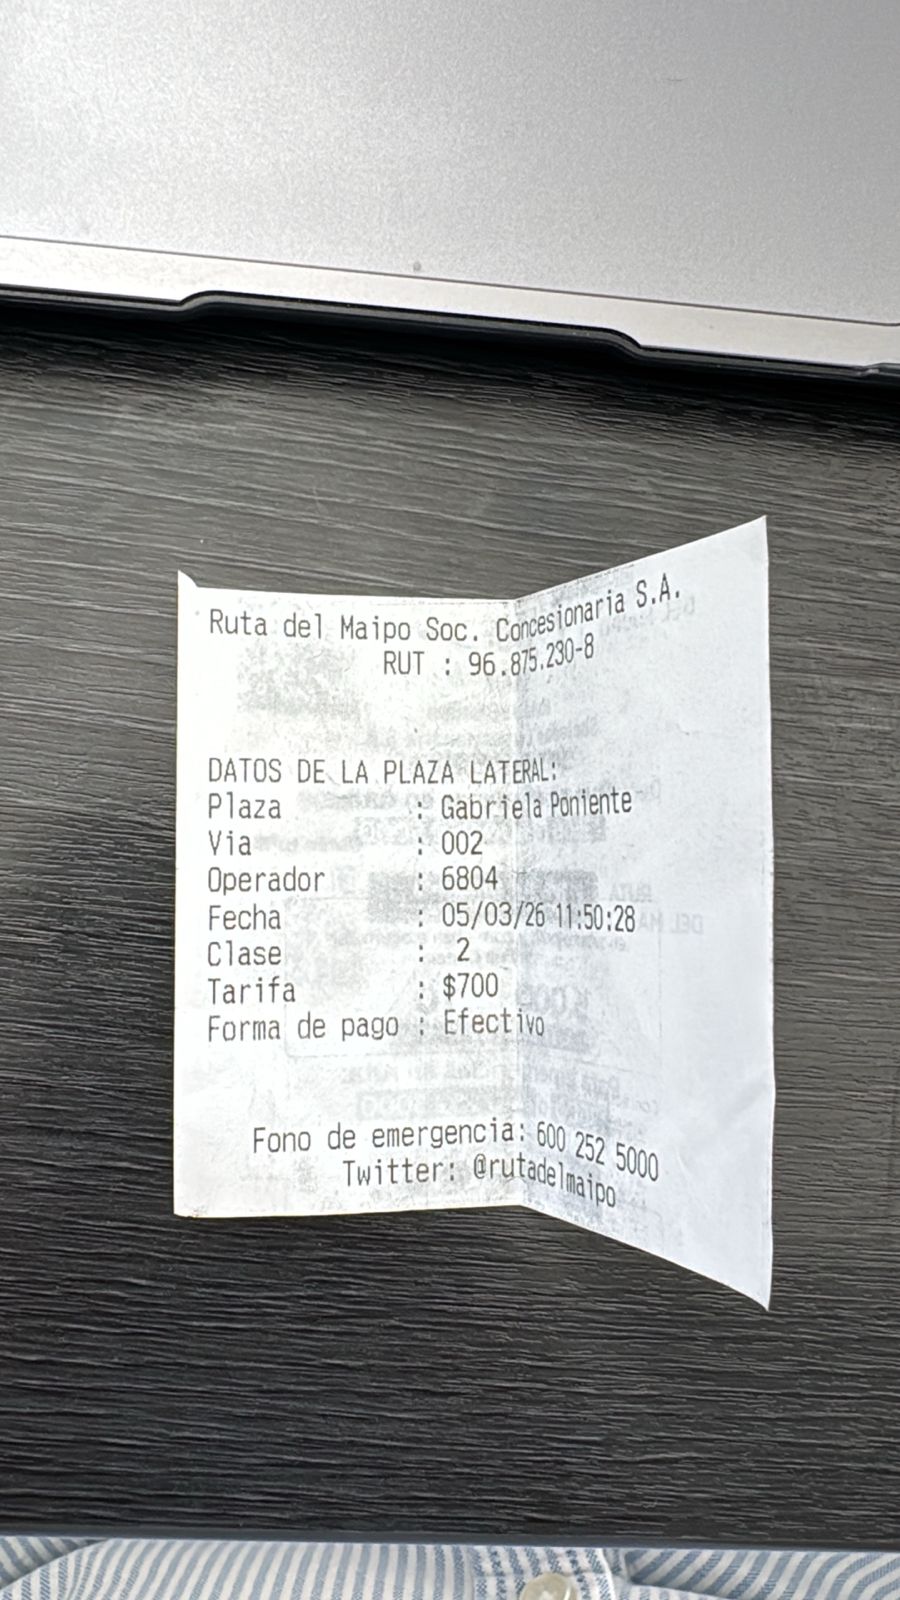 Ruta del Maipo Soc. Concesionaria S.A.
RUT : 96.875.230-8
DATOS DE LA PLAZA LATERAL:
Plaza : Gabriela Poniente
Via : 002
Operador : 6804
Fecha : 05/03/26 11:50:28
Clase : 2
Tarifa : $700
Forma de pago : Efectivo
Fono de emergencia: 600 252 5000
Twitter: @rutadelmaipo